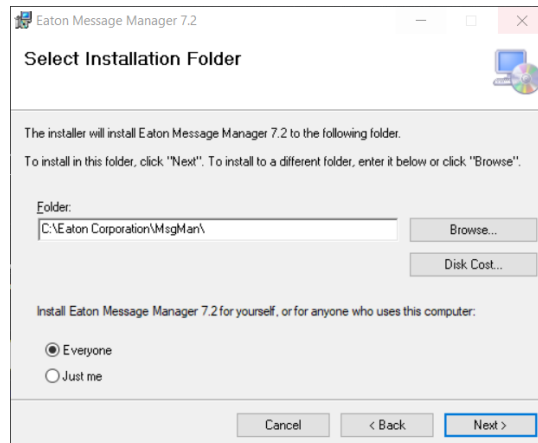 Eaton Message Manager 7.2
Select Installation Folder
The installer will install Eaton Message Manager 7.2 to the following folder.
To install in this folder, click "Next". To install to a different folder, enter it below or click "Browse".
Folder:
C:\Eaton Corporation\MsgMan\
Browse...
Disk Cost...
Install Eaton Message Manager 7.2 for yourself, or for anyone who uses this computer:
Everyone
Just me
Cancel
< Back
Next >